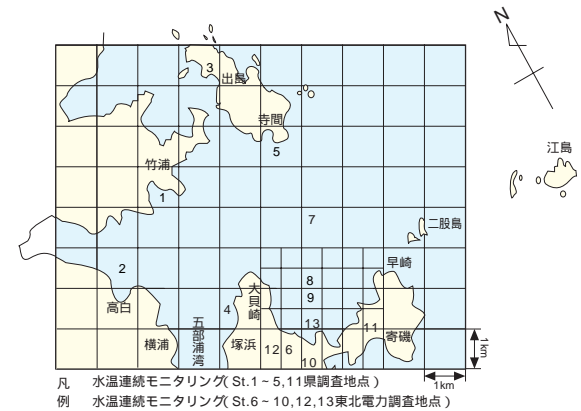 N
3
出島
寺間
5
江島
竹浦
1
7
二股島
早崎
2
大貝崎
8
9
高白
4
五部浦湾
13
11
横浦
塚浜
12 6
寄磯
10
1km
1km
凡 水温連続モニタリング(St.1~5,11県調査地点)
例 水温連続モニタリング(St.6~10,12,13東北電力調査地点)